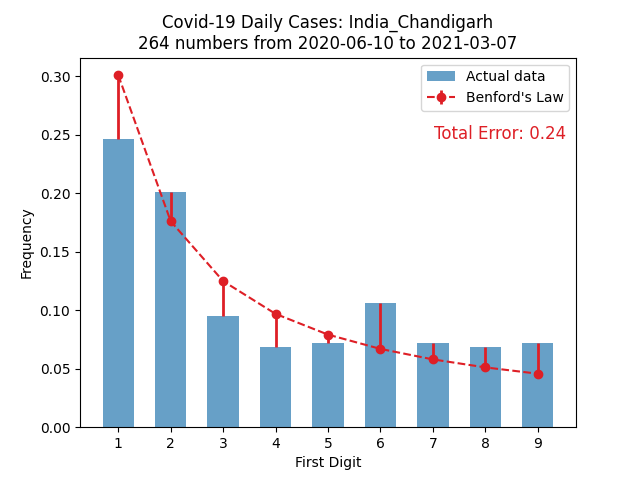 Covid-19 Daily Cases: India_Chandigarh
264 numbers from 2020-06-10 to 2021-03-07
Actual data
Benford's Law
Total Error: 0.24
Frequency
0.30
0.25
0.20
0.15
0.10
0.05
0.00
1 2 3 4 5 6 7 8 9
First Digit